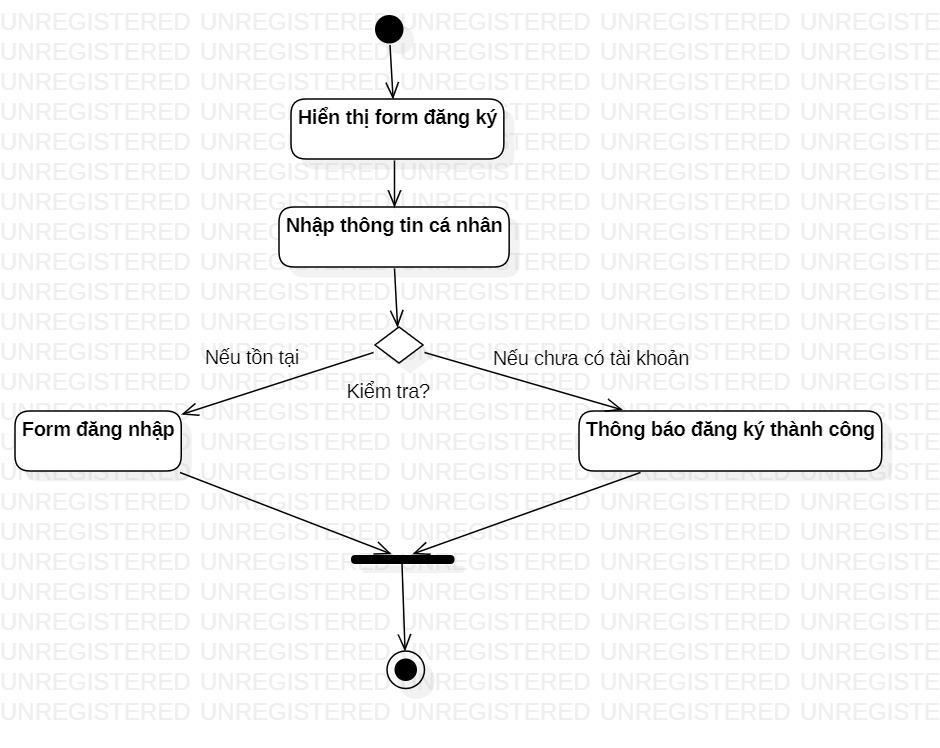 Hiển thị form đăng ký
Nhập thông tin cá nhân
Nếu tồn tại
Nếu chưa có tài khoản
Kiểm tra?
Form đăng nhập
Thông báo đăng ký thành công
UNREGISTERED